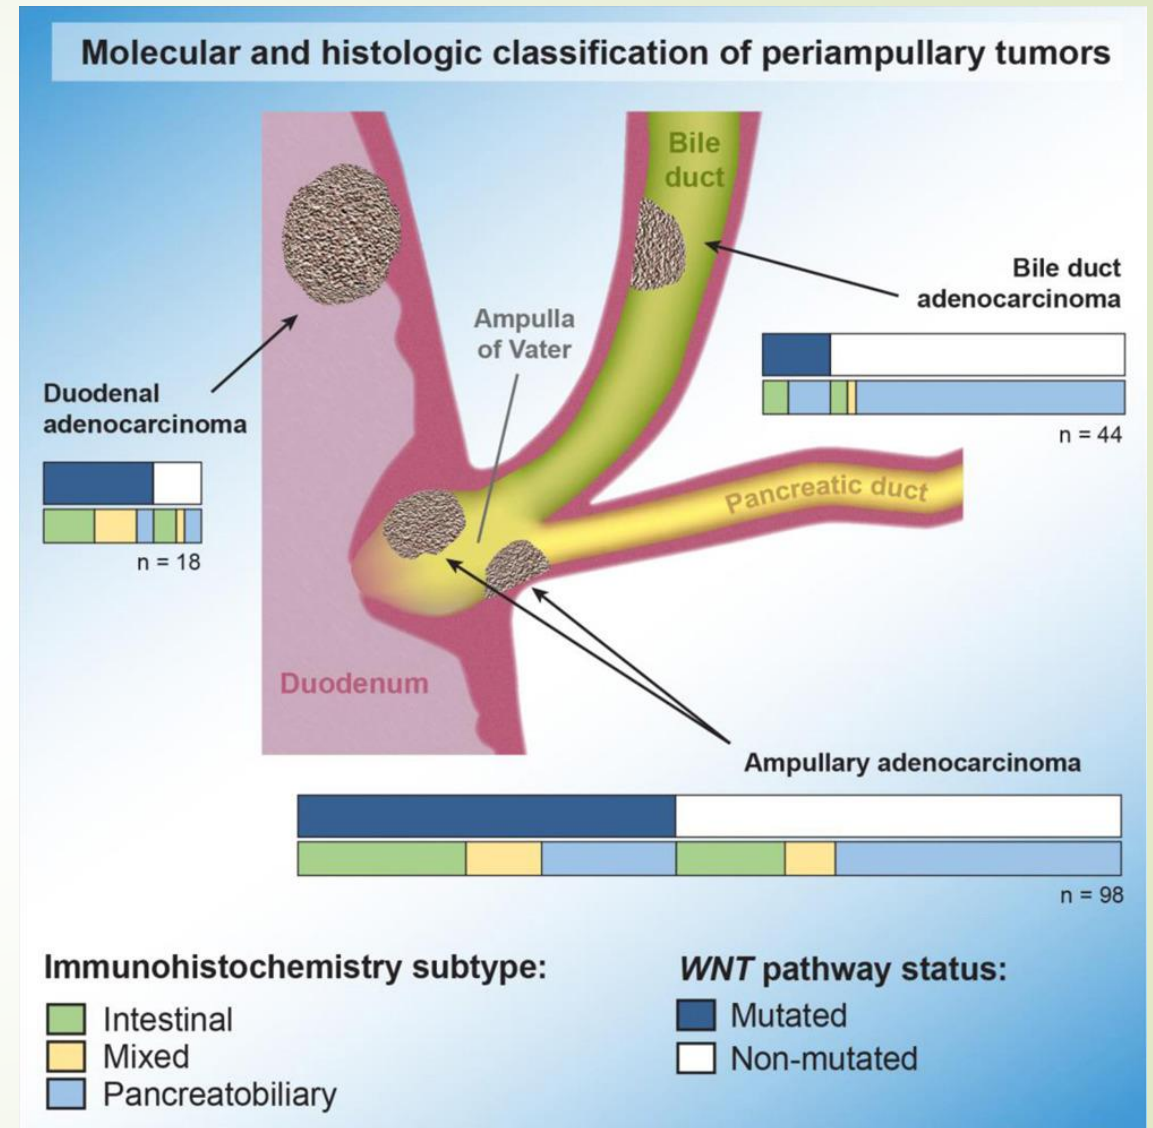 Molecular and histologic classification of periampullary tumors
Bile
duct
Bile duct
adenocarcinoma
n = 44
Ampulla
of Vater
Duodenal
adenocarcinoma
n = 18
Pancreatic duct
Duodenum
Ampullary adenocarcinoma
n = 98
Immunohistochemistry subtype:
Intestinal
Mixed
Pancreatobiliary
WNT pathway status:
Mutated
Non-mutated